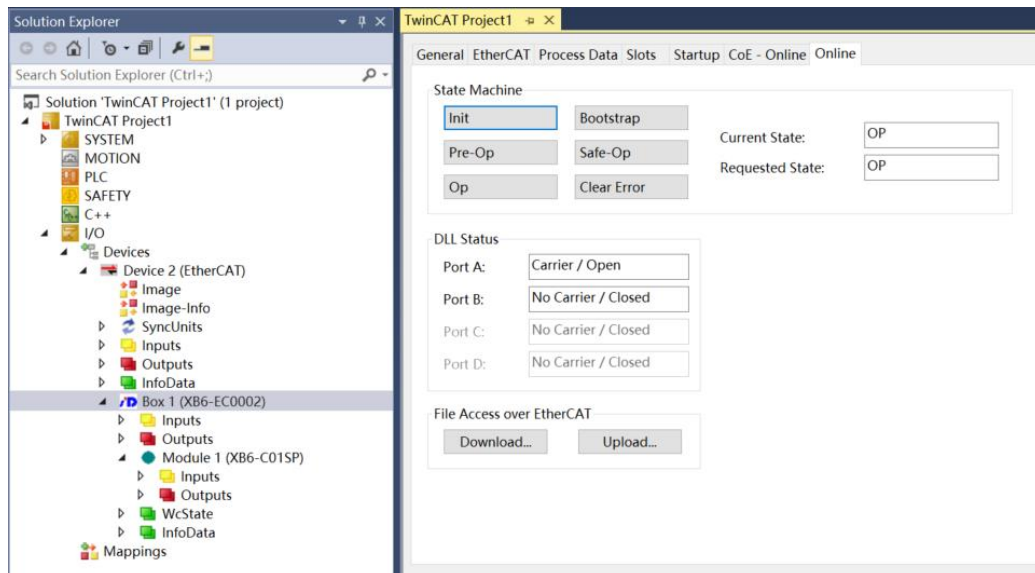 Solution Explorer
Search Solution Explorer (Ctrl+;)
Solution 'TwinCAT Project1' (1 project)
TwinCAT Project1
SYSTEM
MOTION
PLC
SAFETY
C++
I/O
Devices
Device 2 (EtherCAT)
Image
Image-Info
SyncUnits
Inputs
Outputs
InfoData
Box 1 (XB6-EC0002)
Inputs
Outputs
Module 1 (XB6-C01SP)
Inputs
Outputs
WcState
InfoData
Mappings
TwinCAT Project1
General EtherCAT Process Data Slots Startup CoE - Online Online
State Machine
Init Bootstrap
Pre-Op Safe-Op
Op Clear Error
Current State: OP
Requested State: OP
DLL Status
Port A: Carrier / Open
Port B: No Carrier / Closed
Port C: No Carrier / Closed
Port D: No Carrier / Closed
File Access over EtherCAT
Download... Upload...